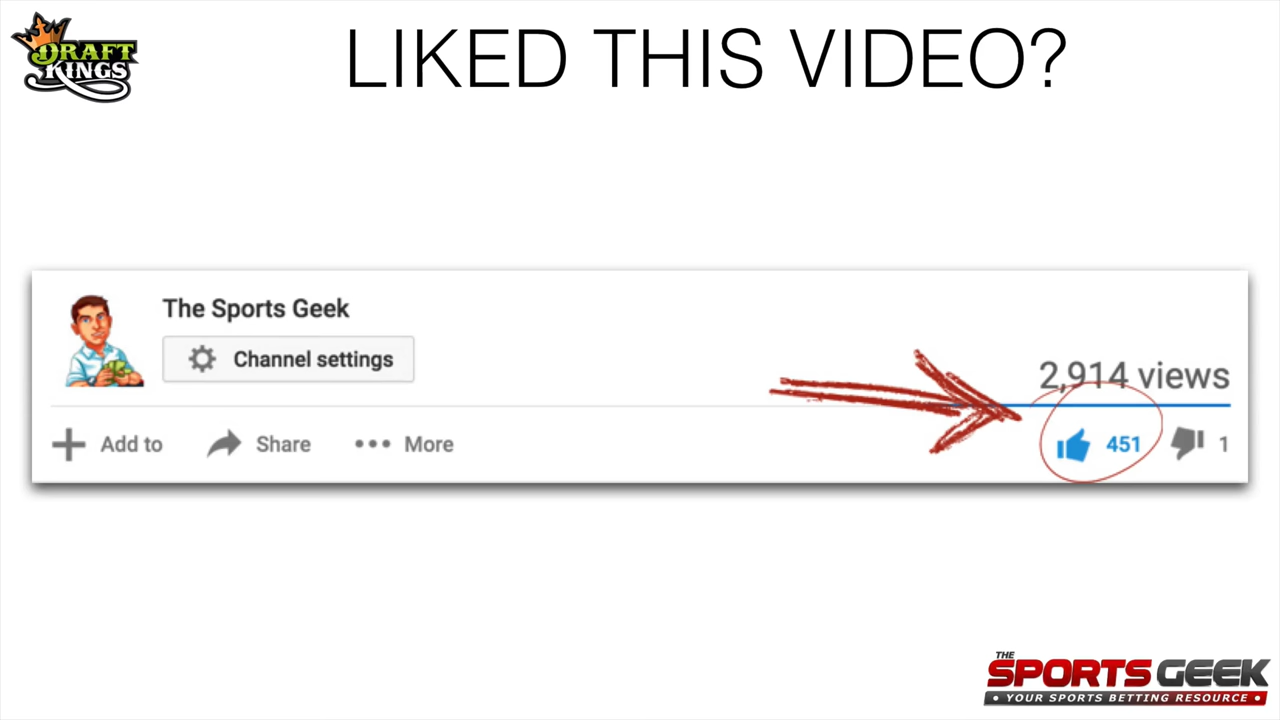 DRAFT
KINGS
LIKED THIS VIDEO?
The Sports Geek
Channel settings
2,914 views
Add to
Share
More
451
1
THE
SPORTS GEEK
• YOUR SPORTS BETTING RESOURCE •